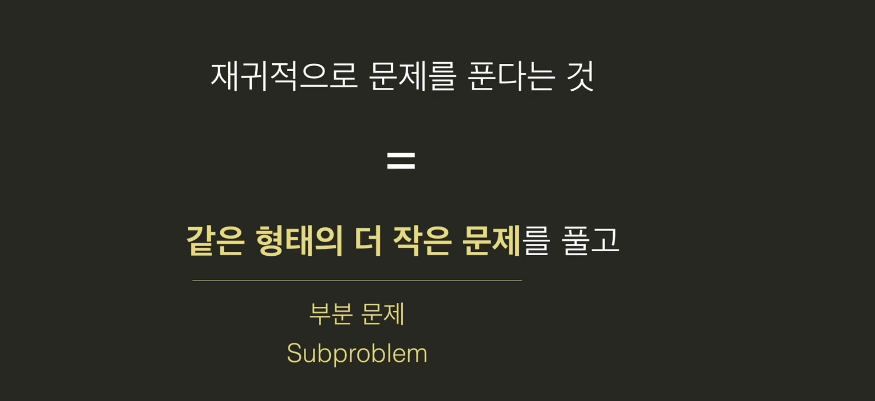 재귀적으로 문제를 푼다는 것
=
같은 형태의 더 작은 문제를 풀고
부분 문제
Subproblem